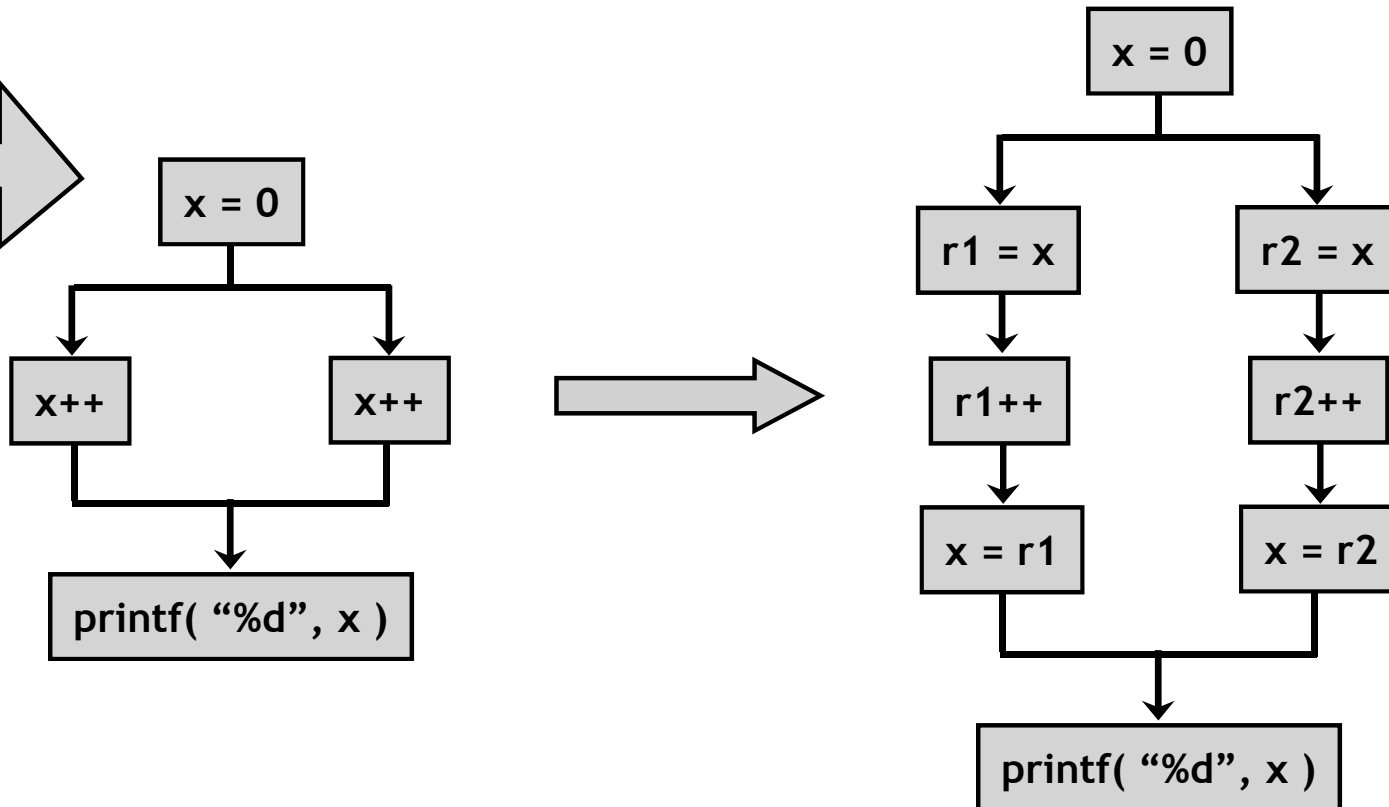 x = 0
x++
x++
printf( “%d”, x )
x = 0
r1 = x
r2 = x
r1++
r2++
x = r1
x = r2
printf( “%d”, x )